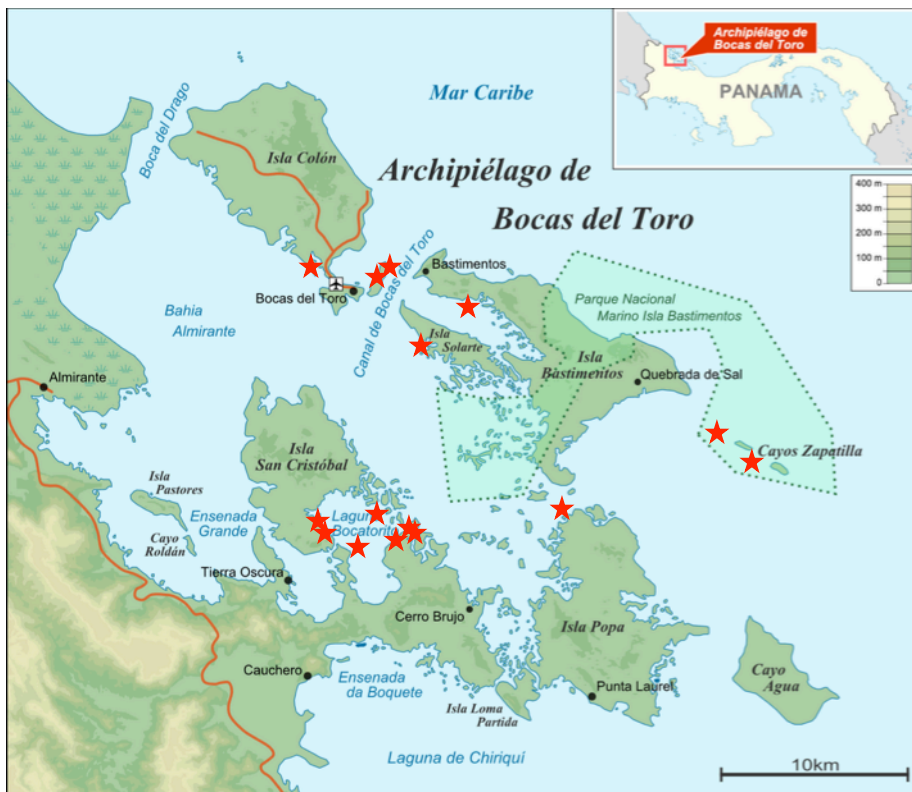 Archipiélago de
Bocas del Toro
PANAMA
Mar Caribe
Boca del Drago
Isla Colón
Archipiélago de
Bocas del Toro
400 m
200 m
100 m
0
Canal de Bocas del Toro
Bastimentos
Bocas del Toro
Parque Nacional
Marino Isla Bastimentos
Bahia
Almirante
Isla
Solarte
Isla
Bastimentos
Quebrada de Sal
Almirante
Cayos Zapatilla
Isla
San Cristóbal
Isla
Pastores
Ensenada
Grande
Laguna
Bocatorito
Cayo
Roldán
Tierra Oscura
Cerro Brujo
Isla Popa
Cauchero
Ensenada
da Boquete
Cayo
Agua
Punta Laurel
Isla Loma
Partida
Laguna de Chiriquí
10km